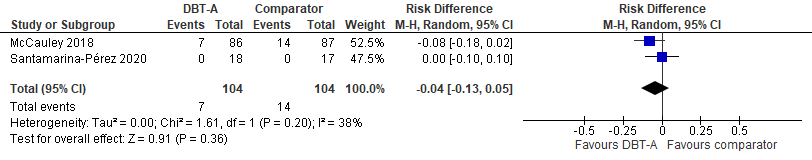 DBT-A Comparator Risk Difference Risk Difference
Study or Subgroup Events Total Events Total Weight M-H, Random, 95% CI M-H, Random, 95% CI
McCauley 2018 7 86 14 87 52.5% -0.08 [-0.18, 0.02]
Santamarina-Pérez 2020 0 18 0 17 47.5% 0.00 [-0.10, 0.10]
Total (95% CI) 104 104 100.0% -0.04 [-0.13, 0.05]
Total events 7 14
Heterogeneity: Tau² = 0.00; Chi² = 1.61, df = 1 (P = 0.20); I² = 38%
Test for overall effect: Z = 0.91 (P = 0.36)
-0.5 -0.25 0 0.25 0.5
Favours DBT-A Favours comparator